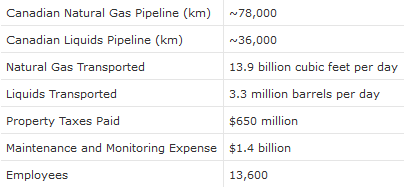 Canadian Natural Gas Pipeline (km) ~78,000
Canadian Liquids Pipeline (km) ~36,000
Natural Gas Transported 13.9 billion cubic feet per day
Liquids Transported 3.3 million barrels per day
Property Taxes Paid $650 million
Maintenance and Monitoring Expense $1.4 billion
Employees 13,600